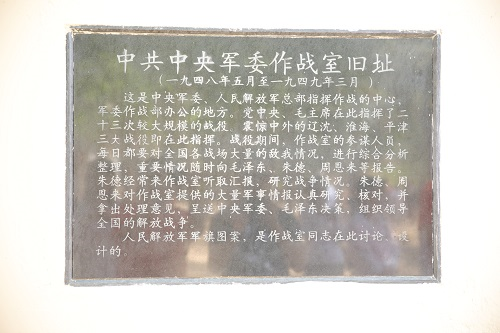 中共中央军委作战室旧址
（一九四八年五月至一九四九年三月）
这是中央军委、人民解放军总部指挥作战的中心，
军委作战部办公的地方。党中央、毛主席在此指挥了二
十三次较大规模的战役。震惊中外的辽沈、淮海、平津
三大战役即在此指挥。战役期间，作战室的参谋人员，
每日都要对全国各战场大量的敌我情况，进行综合分析
整理，重要情况随时向毛泽东、朱德、周恩来等报告。
朱德经常来作战室听取汇报，研究战争情况。朱德、周
恩来对作战室提供的大量军事情报认真研究、核对，并
拿出处理意见，呈送中央军委、毛泽东决策，组织领导
全国的解放战争。
人民解放军军旗图案，是作战室同志在此讨论、设
计的。